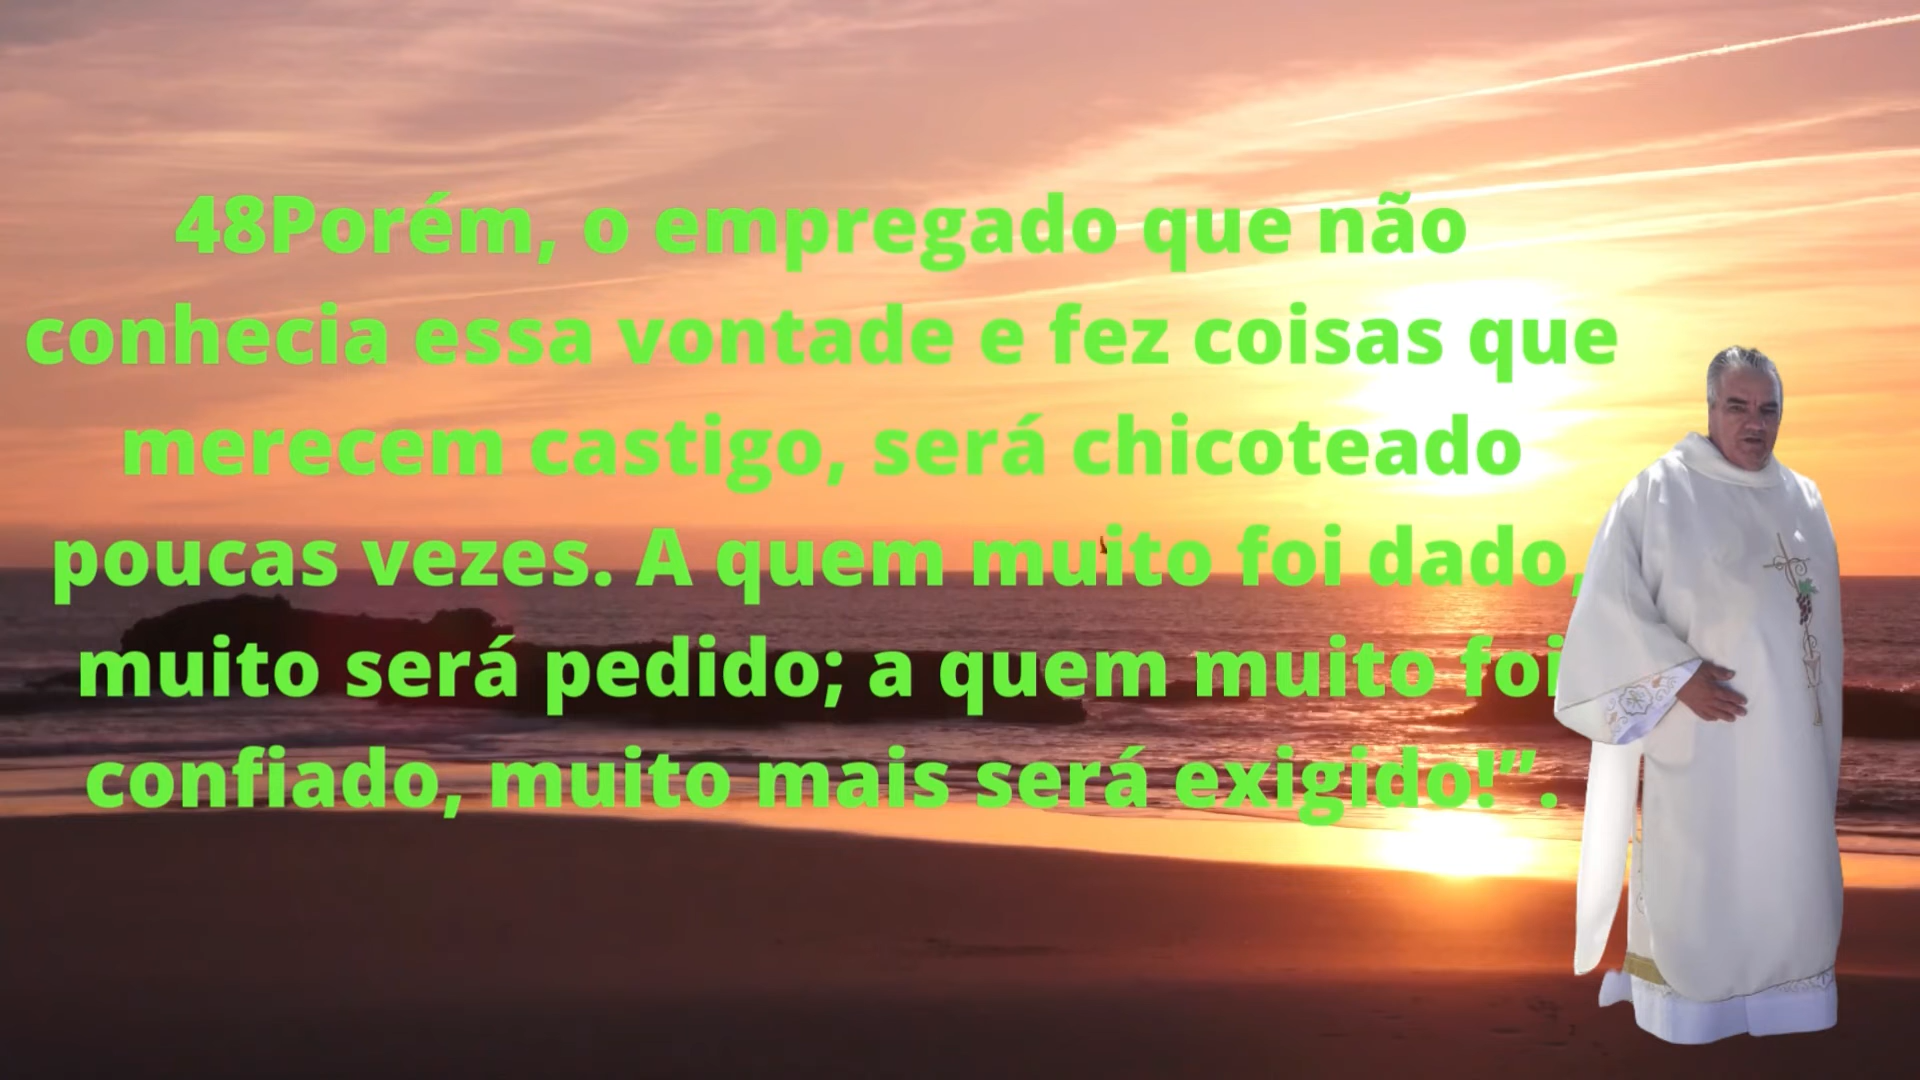 48Porém, o empregado que não
conhecia essa vontade e fez coisas que
merecem castigo, será chicoteado
poucas vezes. A quem muito foi dado,
muito será pedido; a quem muito foi
confiado, muito mais será exigido!”.